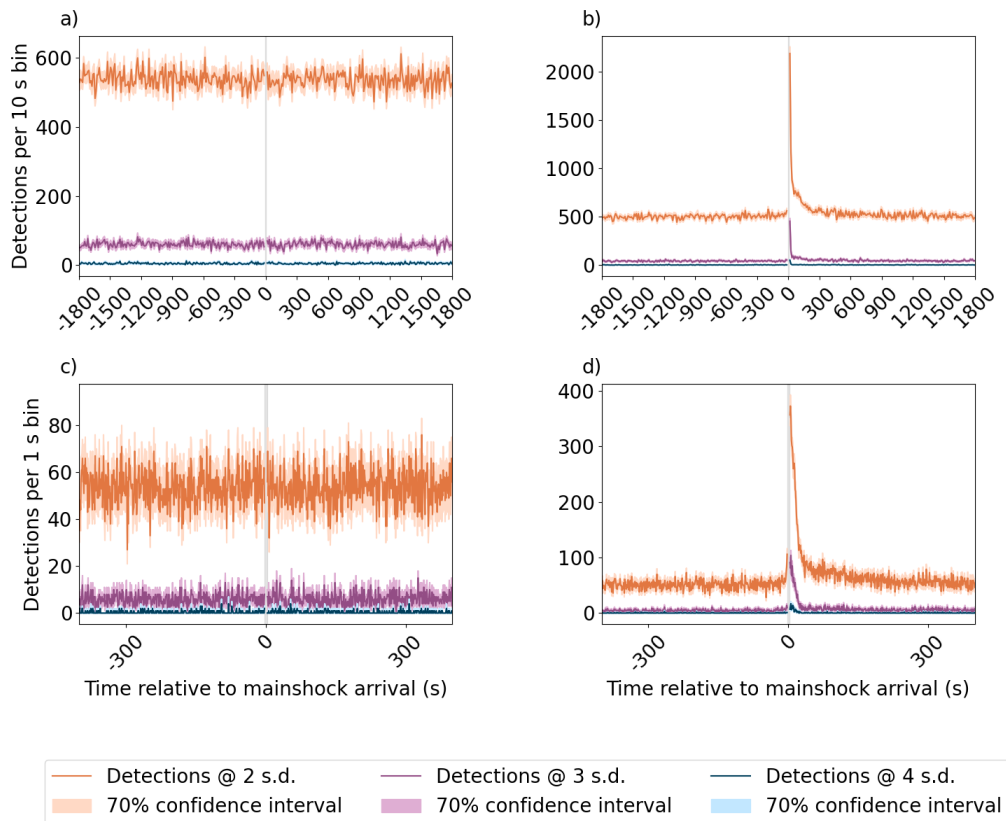 a)
Detections per 10 s bin
600
400
200
0
-1800 -1500 -1200 -900 -600 -300 0 300 600 900 1200 1500 1800
b)
2000
1500
1000
500
0
-1800 -1500 -1200 -900 -600 -300 0 300 600 900 1200 1500 1800
c)
Detections per 1 s bin
80
60
40
20
0
-300 0 300
Time relative to mainshock arrival (s)
d)
400
300
200
100
0
-300 0 300
Time relative to mainshock arrival (s)
Detections @ 2 s.d. Detections @ 3 s.d. Detections @ 4 s.d.
70% confidence interval 70% confidence interval 70% confidence interval